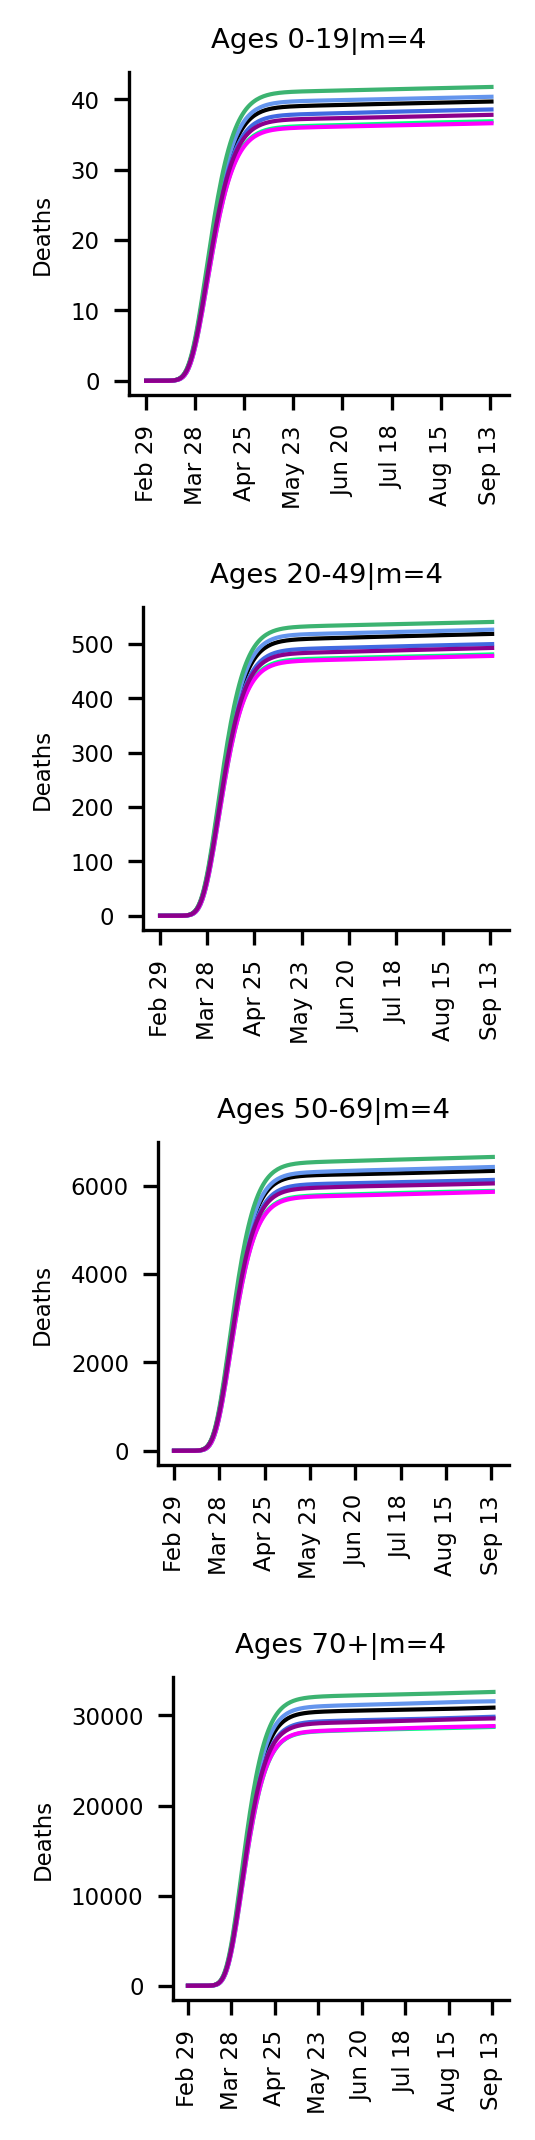 Ages 0-19|m=4
40
30
20
10
0
Deaths
Feb 29
Mar 28
Apr 25
May 23
Jun 20
Jul 18
Aug 15
Sep 13
Ages 20-49|m=4
500
400
300
200
100
0
Deaths
Feb 29
Mar 28
Apr 25
May 23
Jun 20
Jul 18
Aug 15
Sep 13
Ages 50-69|m=4
6000
4000
2000
0
Deaths
Feb 29
Mar 28
Apr 25
May 23
Jun 20
Jul 18
Aug 15
Sep 13
Ages 70+|m=4
30000
20000
10000
0
Deaths
Feb 29
Mar 28
Apr 25
May 23
Jun 20
Jul 18
Aug 15
Sep 13